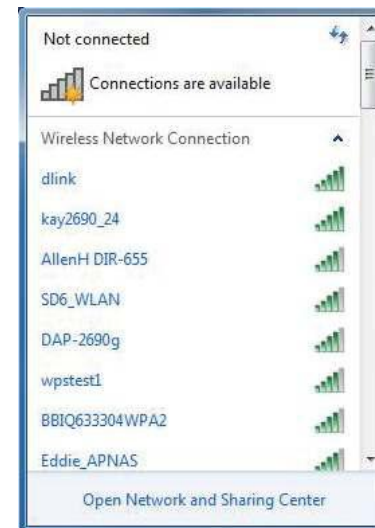 Not connected
Connections are available
Wireless Network Connection
dlink
kay2690_24
AllenH DIR-655
SD6_WLAN
DAP-2690g
wpstest1
BBIQ633304WPA2
Eddie_APNAS
Open Network and Sharing Center